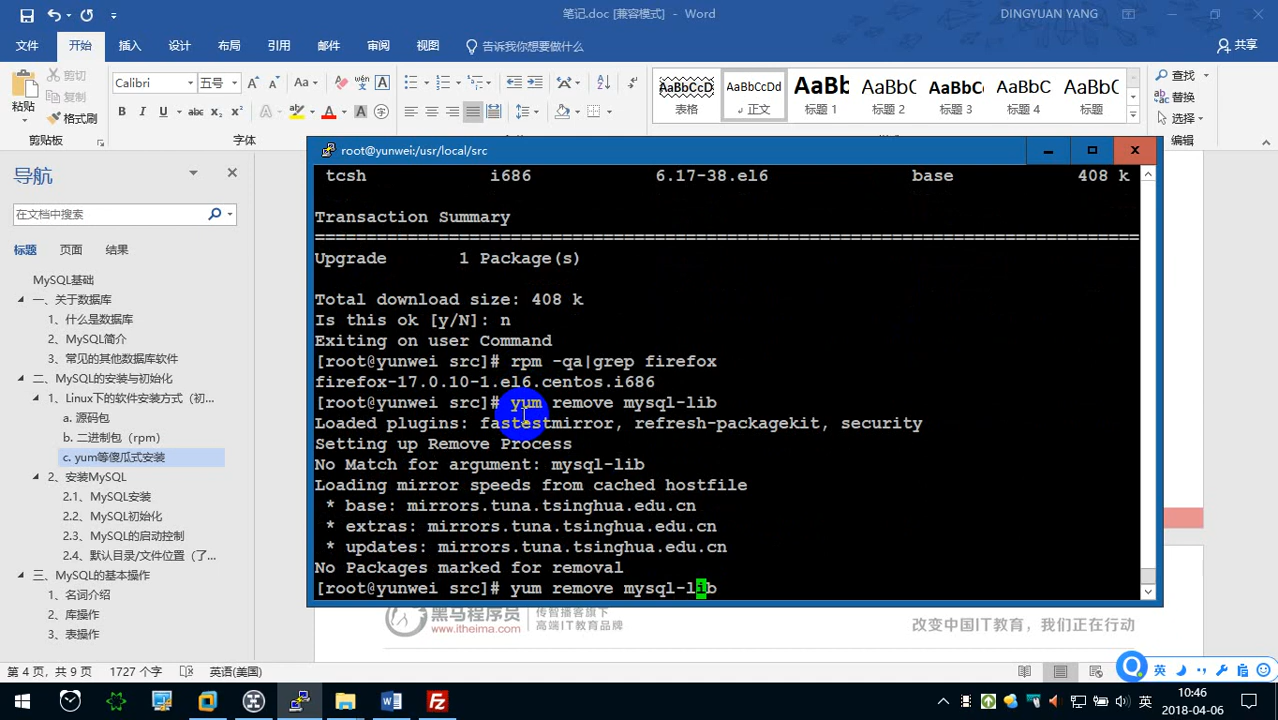 笔记.doc [兼容模式] - Word
DINGYUAN YANG
文件 开始 插入 设计 布局 引用 邮件 审阅 视图 告诉我你想要做什么 共享
粘贴 剪切 复制 格式刷 剪贴板
Calibri 五号 字体
B I U abc x₂ x² A
AaBbCcD 表格
AaBbCcDd 正文
AaBb 标题 1
AaBbC 标题 2
AaBbC 标题 3
AaBbC 标题 4
AaBbC 标题
查找
替换
选择
编辑
导航
在文档中搜索
标题 页面 结果
MySQL基础
一、关于数据库
1、什么是数据库
2、MySQL简介
3、常见的其他数据库软件
二、MySQL的安装与初始化
1、Linux下的软件安装方式（初...
a. 源码包
b. 二进制包（rpm）
c. yum等傻瓜式安装
2、安装MySQL
2.1、MySQL安装
2.2、MySQL初始化
2.3、MySQL的启动控制
2.4、默认目录/文件位置（了...
三、MySQL的基本操作
1、名词介绍
2、库操作
3、表操作
root@yunwei:/usr/local/src
tcsh i686 6.17-38.el6 base 408 k
Transaction Summary
================================================================================
Upgrade 1 Package(s)
Total download size: 408 k
Is this ok [y/N]: n
Exiting on user Command
[root@yunwei src]# rpm -qa|grep firefox
firefox-17.0.10-1.el6.centos.i686
[root@yunwei src]# yum remove mysql-lib
Loaded plugins: fastestmirror, refresh-packagekit, security
Setting up Remove Process
No Match for argument: mysql-lib
Loading mirror speeds from cached hostfile
* base: mirrors.tuna.tsinghua.edu.cn
* extras: mirrors.tuna.tsinghua.edu.cn
* updates: mirrors.tuna.tsinghua.edu.cn
No Packages marked for removal
[root@yunwei src]# yum remove mysql-lib
黑马程序员
www.itheima.com
传智播客旗下
高端IT教育品牌
改变中国IT教育，我们正在行动
第 4 页，共 9 页 1727 个字 英语(美国)
英
英
10:46
2018-04-06